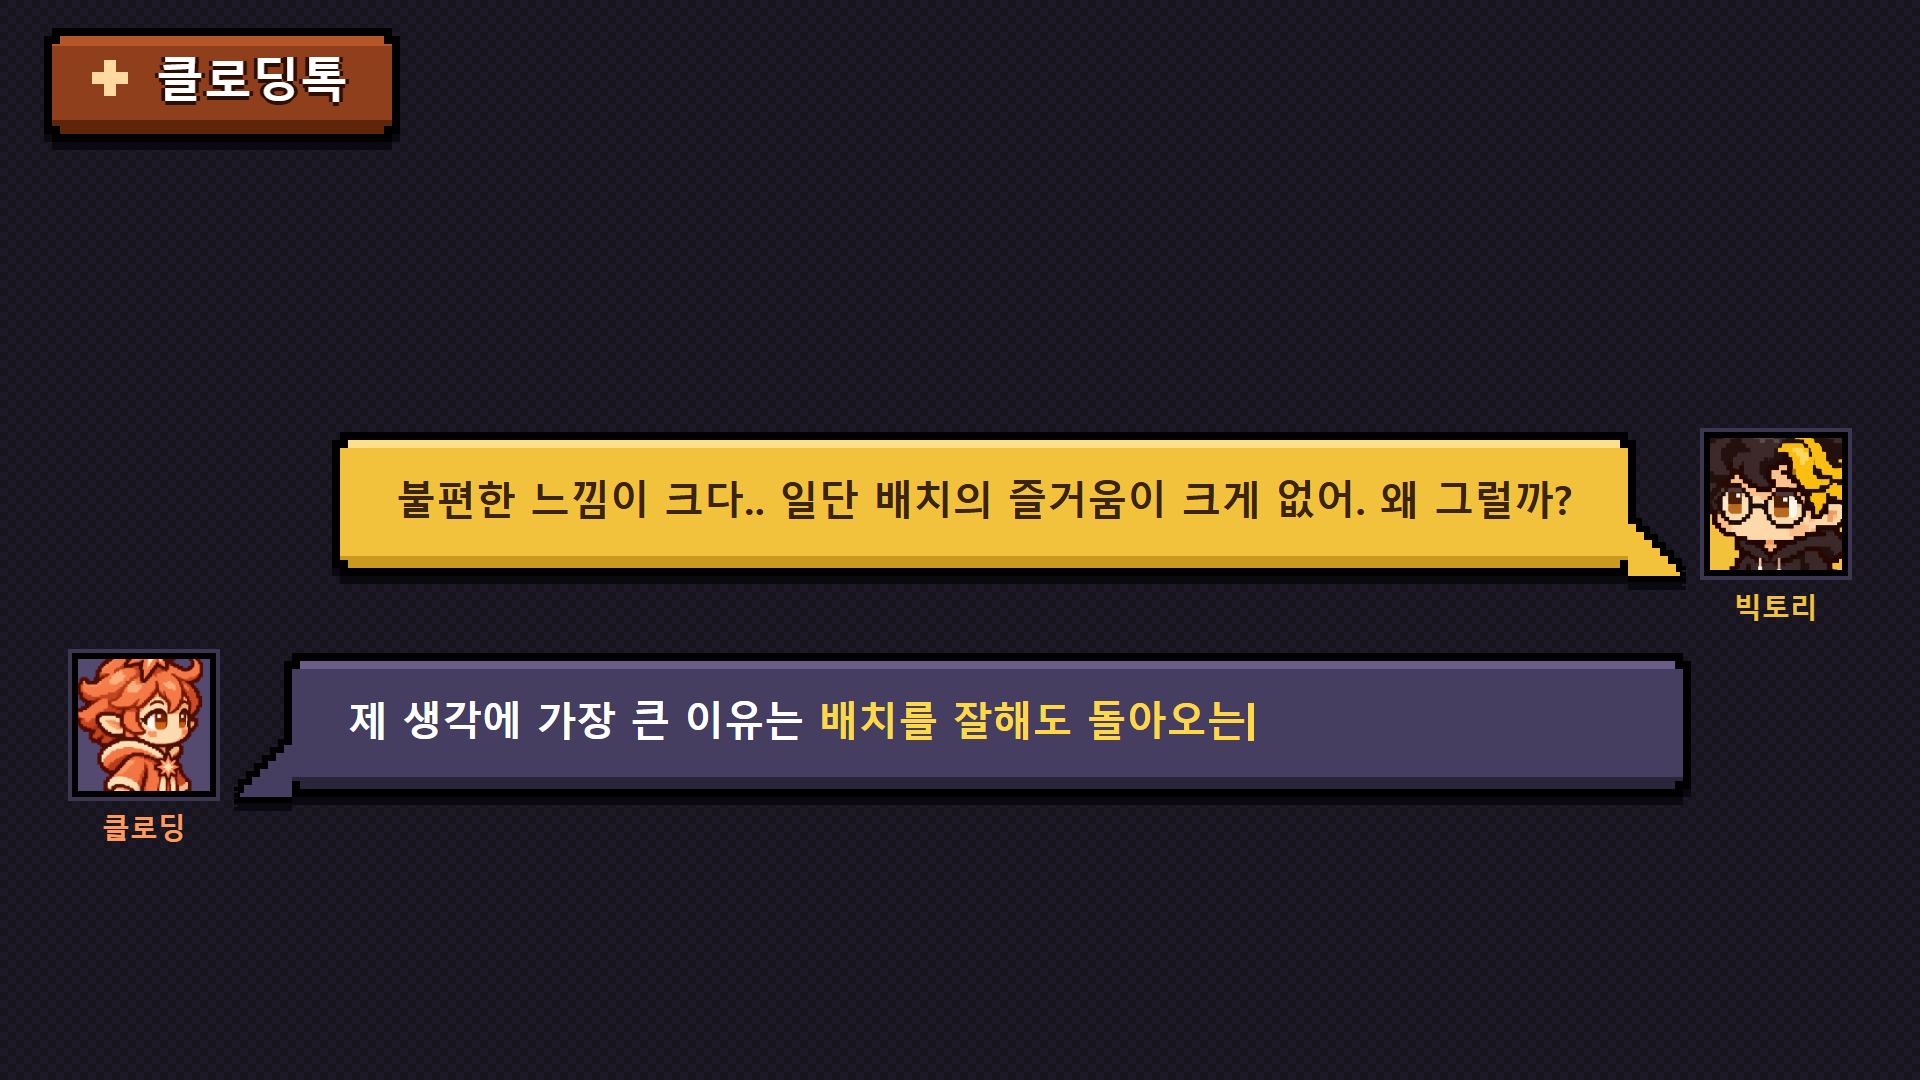 클로딩톡
불편한 느낌이 크다.. 일단 배치의 즐거움이 크게 없어. 왜 그럴까?
빅토리
제 생각에 가장 큰 이유는 배치를 잘해도 돌아오는
클로딩